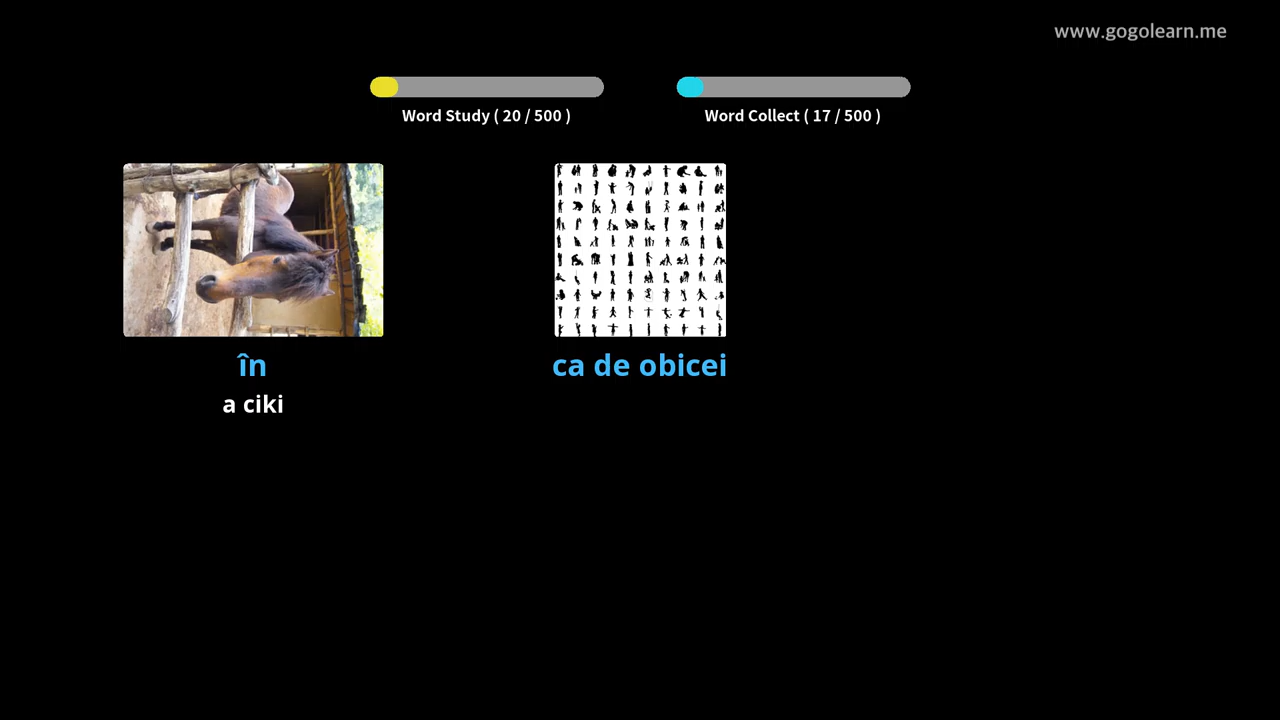 www.gogolearn.me
Word Study ( 20 / 500 )
Word Collect ( 17 / 500 )
în
ca de obicei
a ciki